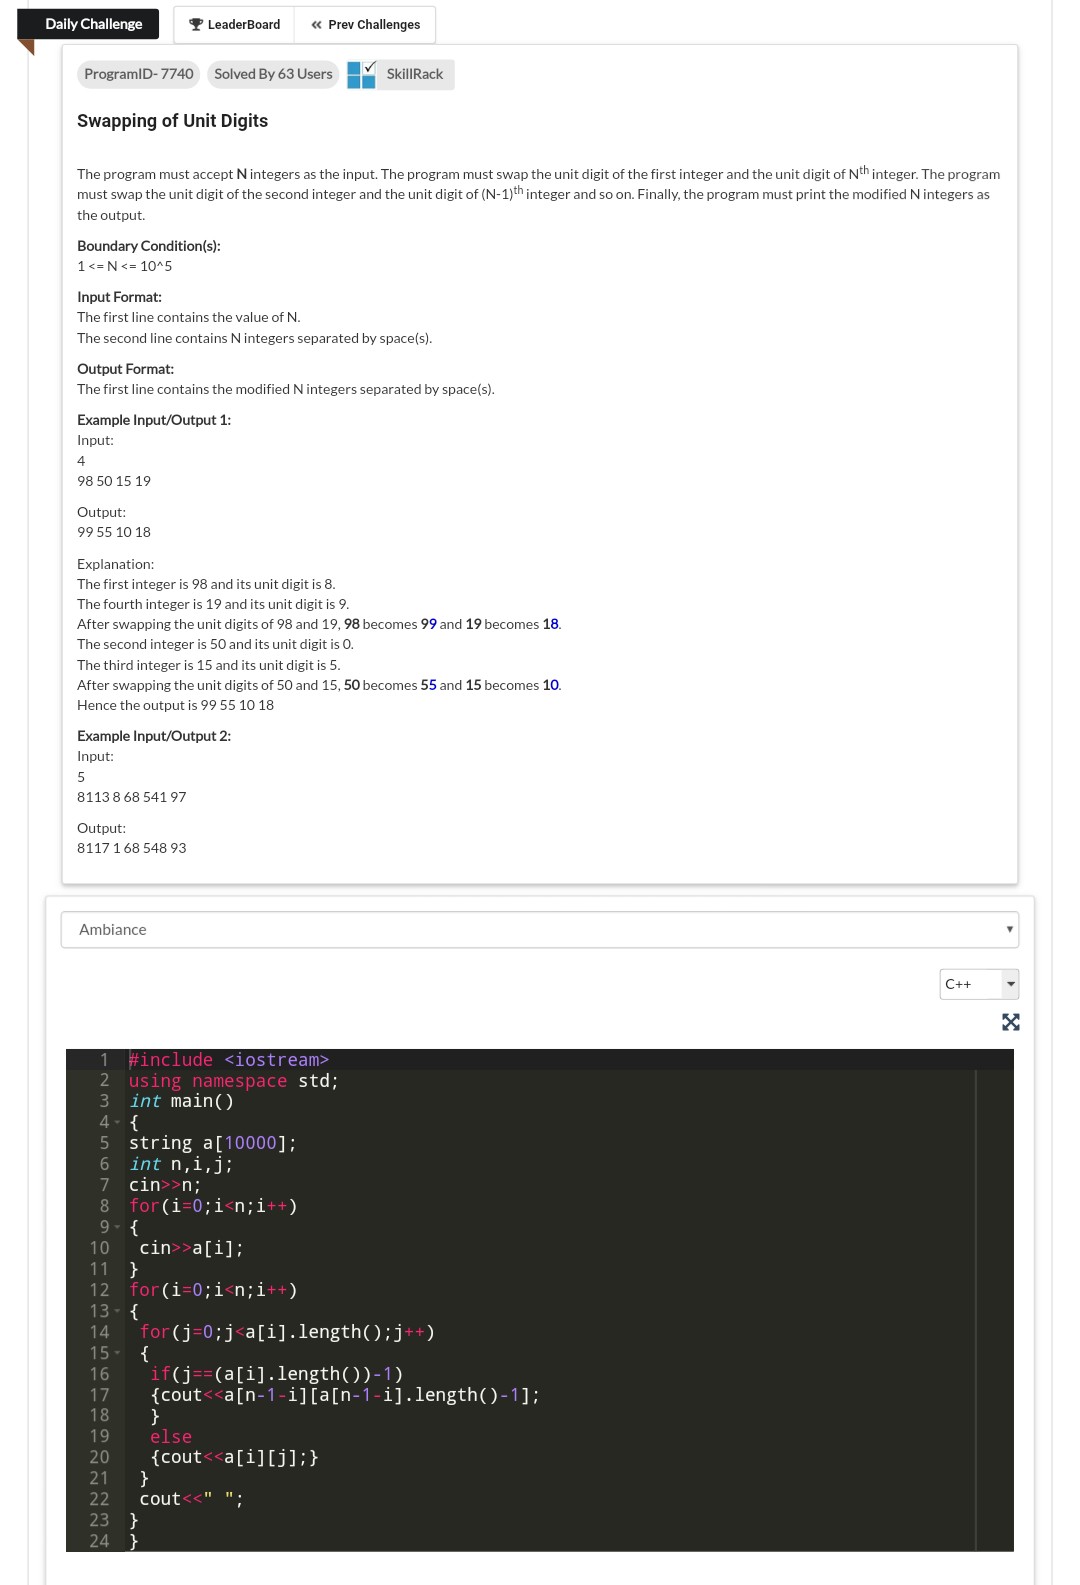 Daily Challenge LeaderBoard Prev Challenges
ProgramID- 7740 Solved By 63 Users SkillRack
Swapping of Unit Digits
The program must accept N integers as the input. The program must swap the unit digit of the first integer and the unit digit of Nth integer. The program
must swap the unit digit of the second integer and the unit digit of (N-1)th integer and so on. Finally, the program must print the modified N integers as
the output.
Boundary Condition(s):
1 <= N <= 10^5
Input Format:
The first line contains the value of N.
The second line contains N integers separated by space(s).
Output Format:
The first line contains the modified N integers separated by space(s).
Example Input/Output 1:
Input:
4
98 50 15 19
Output:
99 55 10 18
Explanation:
The first integer is 98 and its unit digit is 8.
The fourth integer is 19 and its unit digit is 9.
After swapping the unit digits of 98 and 19, 98 becomes 99 and 19 becomes 18.
The second integer is 50 and its unit digit is 0.
The third integer is 15 and its unit digit is 5.
After swapping the unit digits of 50 and 15, 50 becomes 55 and 15 becomes 10.
Hence the output is 99 55 10 18
Example Input/Output 2:
Input:
5
8113 8 68 541 97
Output:
8117 1 68 548 93
Ambiance
C++
1 #include <iostream>
2 using namespace std;
3 int main()
4 {
5 string a[10000];
6 int n,i,j;
7 cin>>n;
8 for(i=0;i<n;i++)
9 {
10 cin>>a[i];
11 }
12 for(i=0;i<n;i++)
13 {
14 for(j=0;j<a[i].length();j++)
15 {
16 if(j==(a[i].length())-1)
17 {cout<<a[n-1-i][a[n-1-i].length()-1];
18 }
19 else
20 {cout<<a[i][j];}
21 }
22 cout<<" ";
23 }
24 }